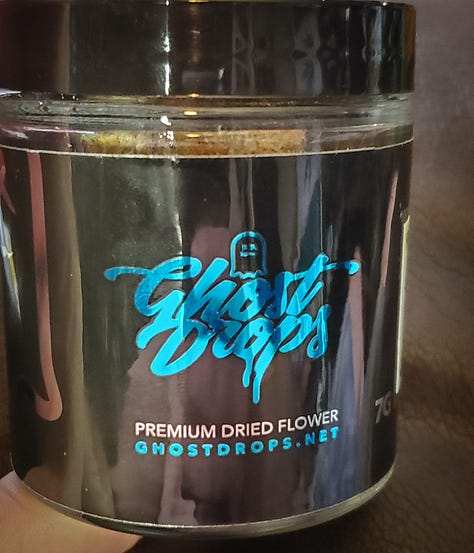 Ghost
Drops
PREMIUM DRIED FLOWER
GHOSTDROPS.NET
7G